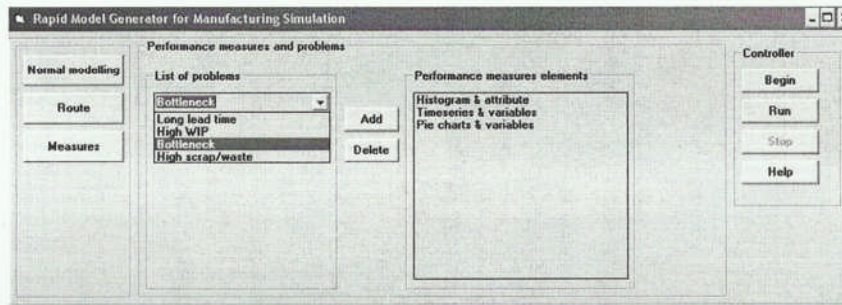 Rapid Model Generator for Manufacturing Simulation
Normal modelling
Route
Measures
Performance measures and problems
List of problems
Bottleneck
Long lead time
High WIP
Bottleneck
High scrap/waste
Add
Delete
Performance measures elements
Histogram & attribute
Timeseries & variables
Pie charts & variables
Controller
Begin
Run
Stop
Help